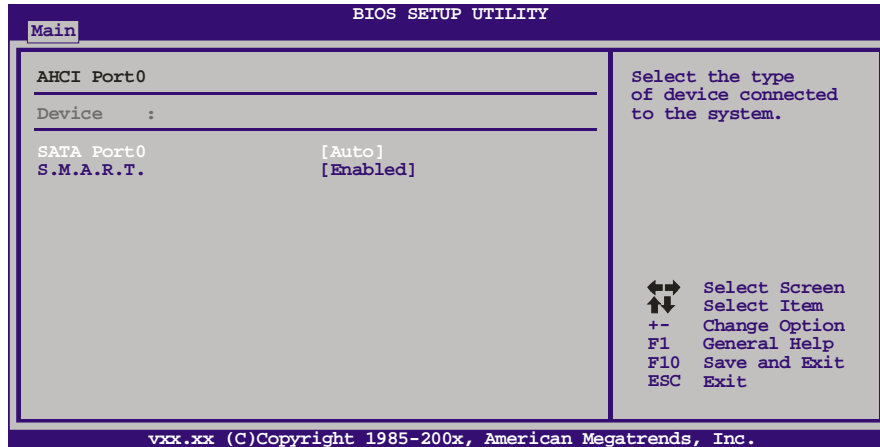 BIOS SETUP UTILITY
Main
AHCI Port0
Device :
SATA Port0 [Auto]
S.M.A.R.T. [Enabled]
Select the type
of device connected
to the system.
Select Screen
Select Item
+- Change Option
F1 General Help
F10 Save and Exit
ESC Exit
vxx.xx (C)Copyright 1985-200x, American Megatrends, Inc.